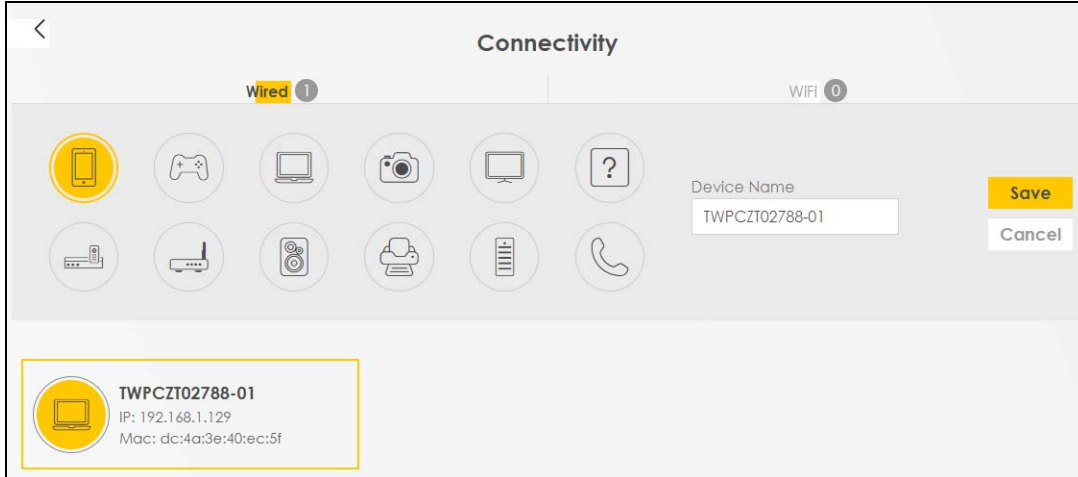 Connectivity
Wired 1
WiFi 0
?
Device Name
TWPCZT02788-01
Save
Cancel
TWPCZT02788-01
IP: 192.168.1.129
Mac: dc:4a:3e:40:ec:5f